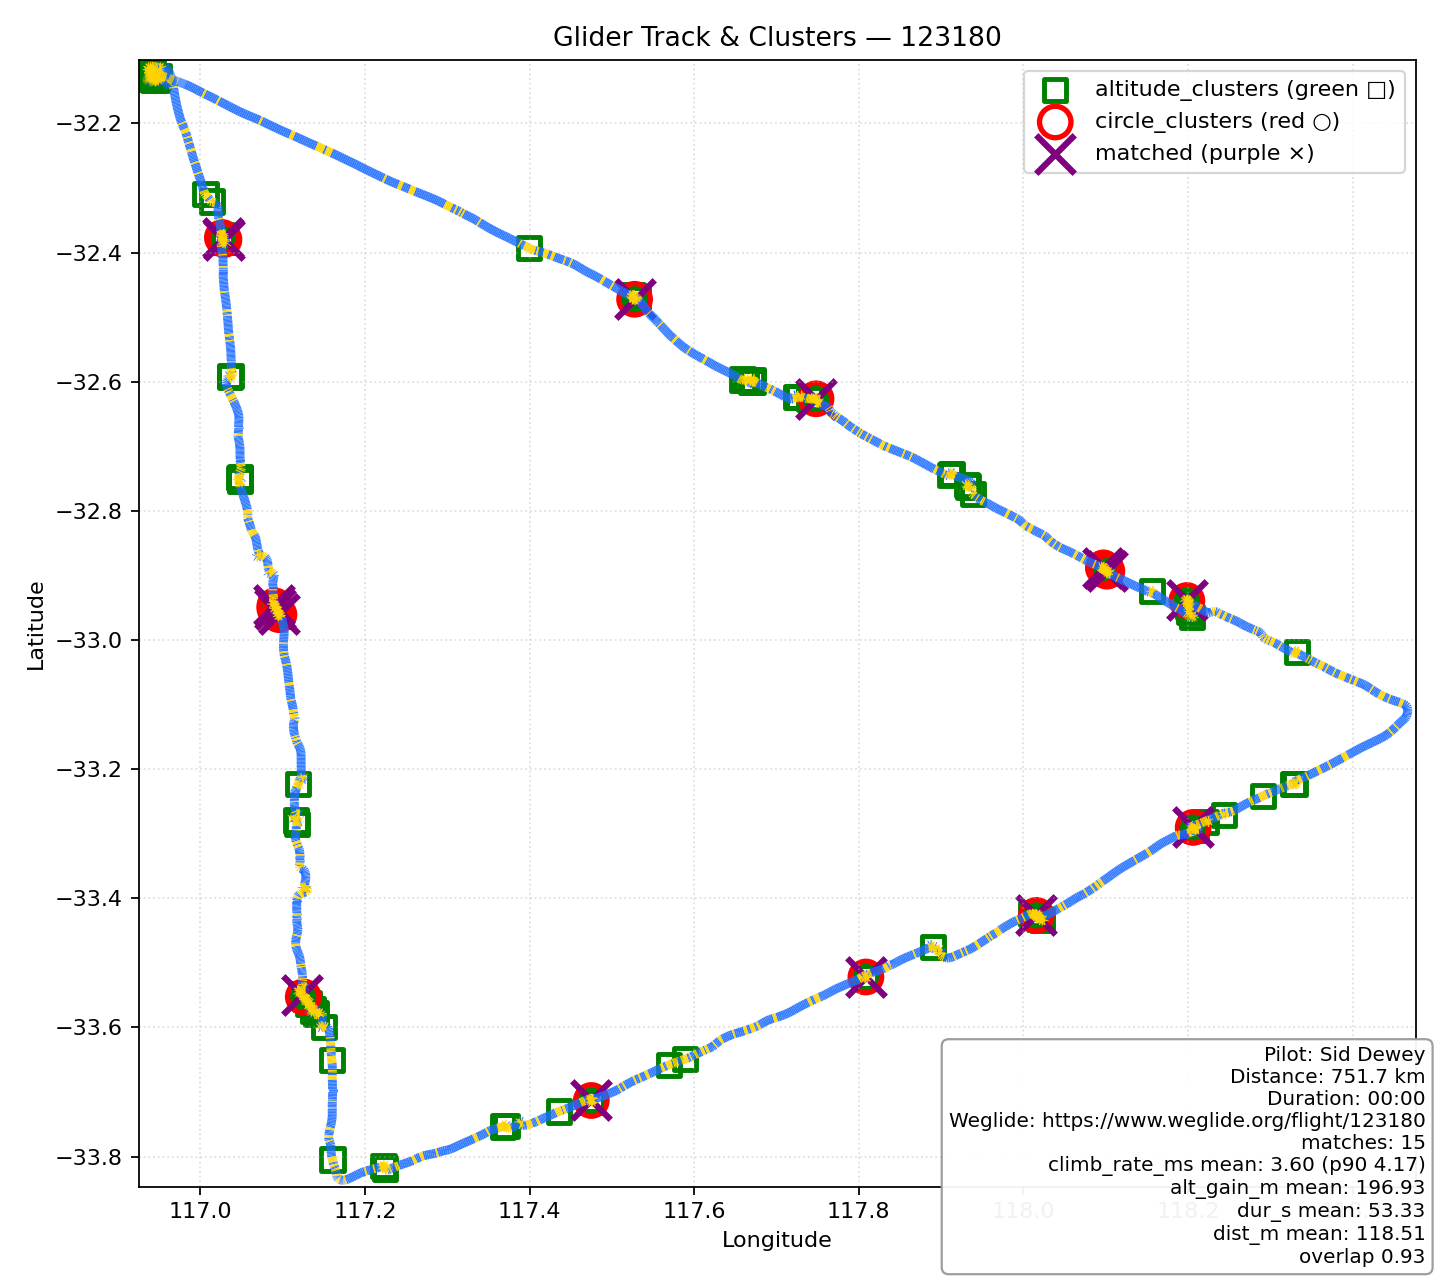 Glider Track & Clusters — 123180
altitude_clusters (green □)
circle_clusters (red ○)
matched (purple ×)
Latitude
−32.2
−32.4
−32.6
−32.8
−33.0
−33.2
−33.4
−33.6
−33.8
117.0
117.2
117.4
117.6
117.8
118.0
118.2
Longitude
Pilot: Sid Dewey
Distance: 751.7 km
Duration: 00:00
Weglide: https://www.weglide.org/flight/123180
matches: 15
climb_rate_ms mean: 3.60 (p90 4.17)
alt_gain_m mean: 196.93
dur_s mean: 53.33
dist_m mean: 118.51
overlap 0.93